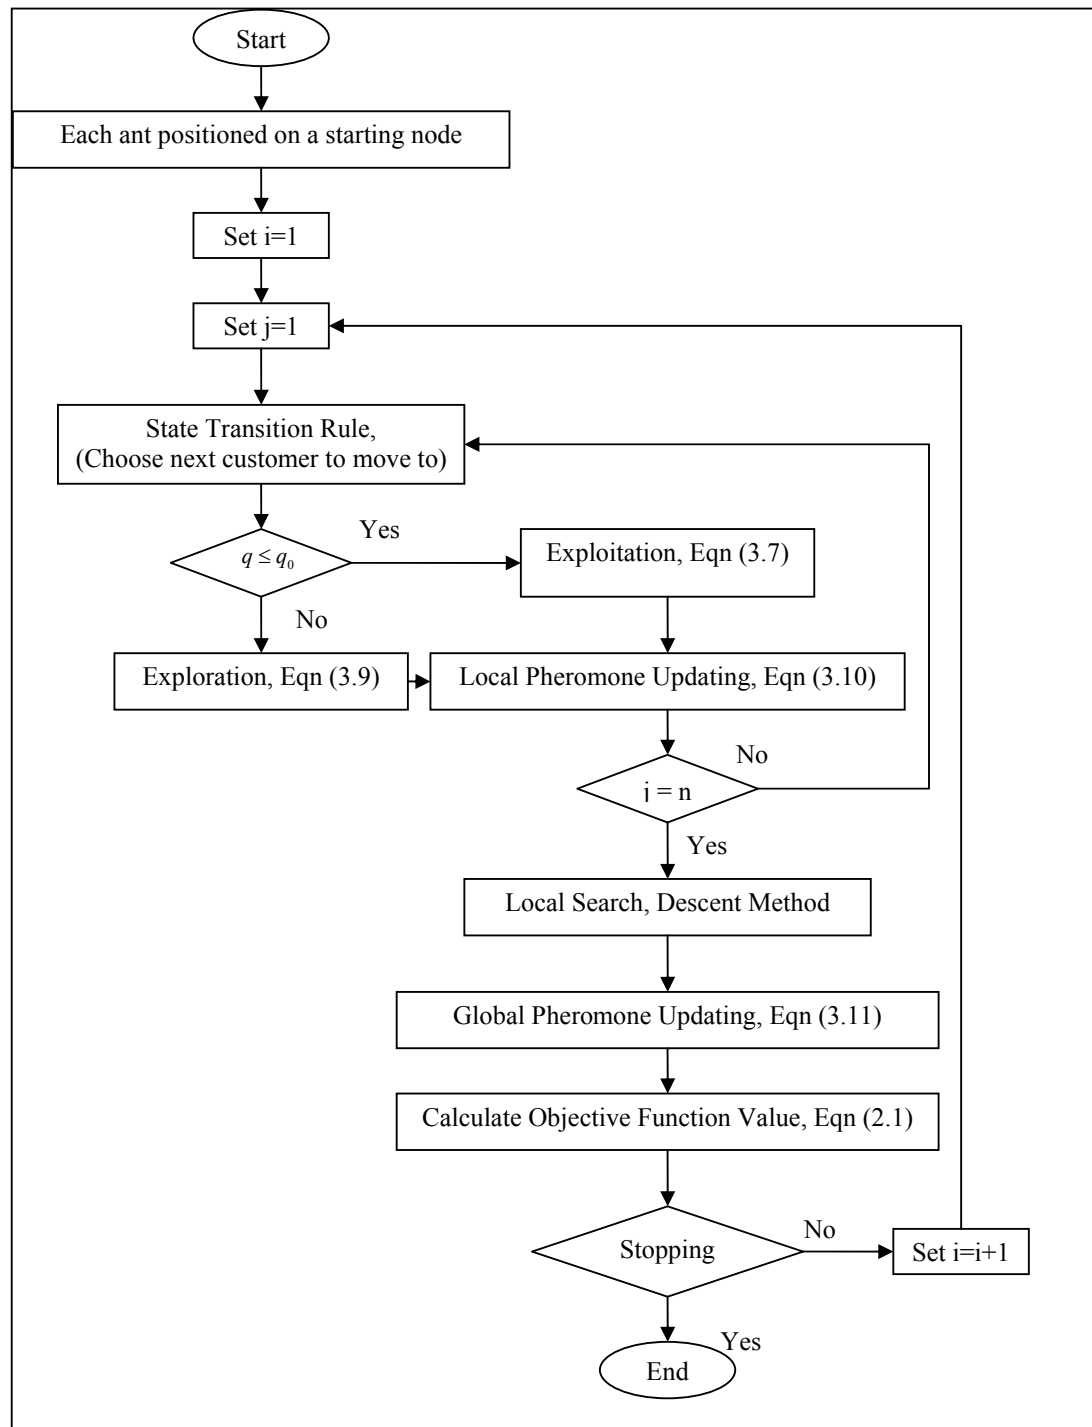 Start
Each ant positioned on a starting node
Set i=1
Set j=1
State Transition Rule,
(Choose next customer to move to)
Yes
q ≤ q₀
Exploitation, Eqn (3.7)
No
Exploration, Eqn (3.9)
Local Pheromone Updating, Eqn (3.10)
No
j = n
Yes
Local Search, Descent Method
Global Pheromone Updating, Eqn (3.11)
Calculate Objective Function Value, Eqn (2.1)
No
Stopping
Set i=i+1
Yes
End